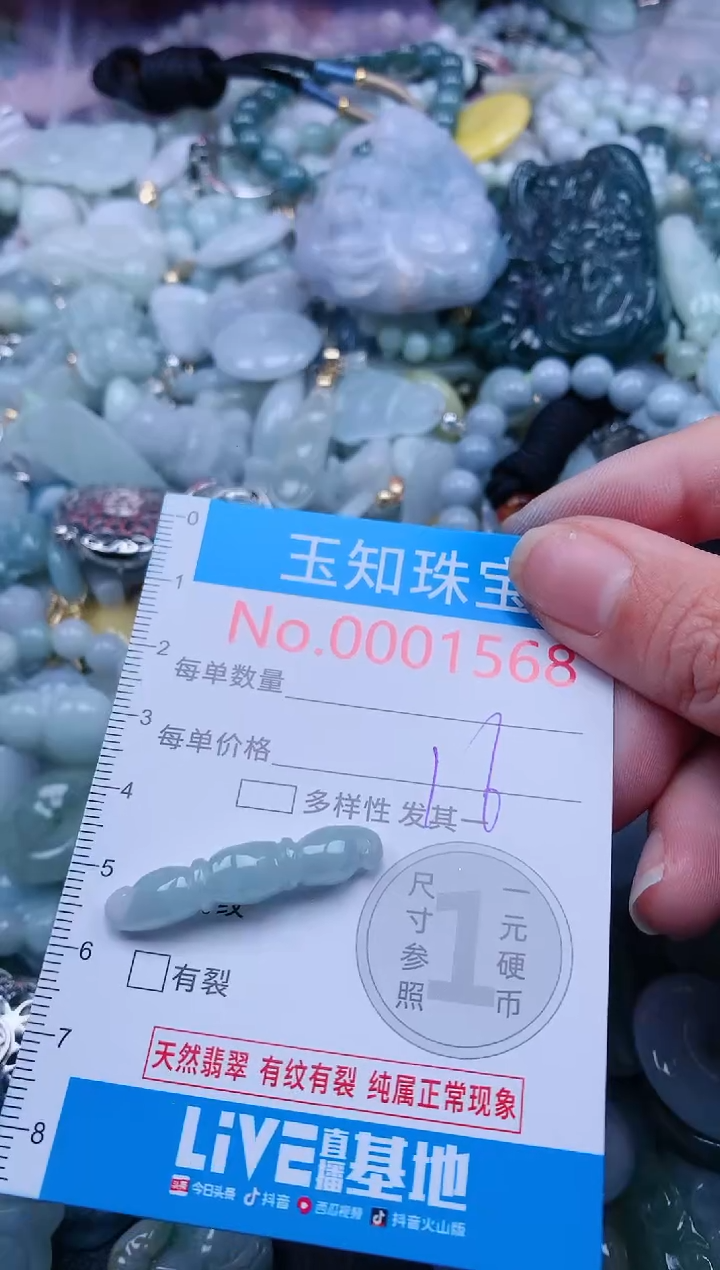 0
玉知珠宝
1
No.0001568
2
每单数量
3
每单价格
16
4
多样性 发其一
5
纹
尺寸参照
1
一元硬币
6
有裂
7
天然翡翠 有纹有裂 纯属正常现象
8
LiVE直播基地
头条 今日头条 抖音 西瓜视频 抖音火山版